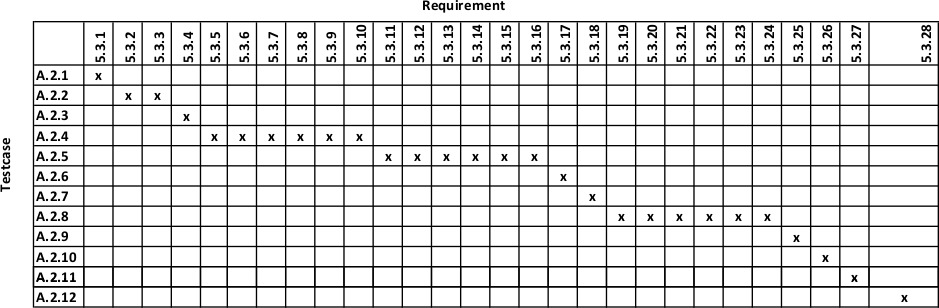 Requirement
5.3.1 5.3.2 5.3.3 5.3.4 5.3.5 5.3.6 5.3.7 5.3.8 5.3.9 5.3.10 5.3.11 5.3.12 5.3.13 5.3.14 5.3.15 5.3.16 5.3.17 5.3.18 5.3.19 5.3.20 5.3.21 5.3.22 5.3.23 5.3.24 5.3.25 5.3.26 5.3.27 5.3.28
Testcase
A.2.1 x
A.2.2 x x
A.2.3 x
A.2.4 x x x x x x
A.2.5 x x x x x x
A.2.6 x
A.2.7 x
A.2.8 x x x x x x
A.2.9 x
A.2.10 x
A.2.11 x
A.2.12 x